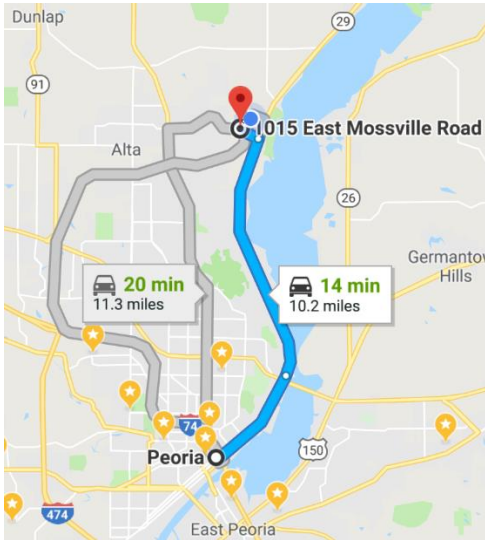 Dunlap
29
91
1015 East Mossville Road
Alta
26
Germanto
Hills
20 min
11.3 miles
14 min
10.2 miles
74
150
Peoria
474
East Peoria